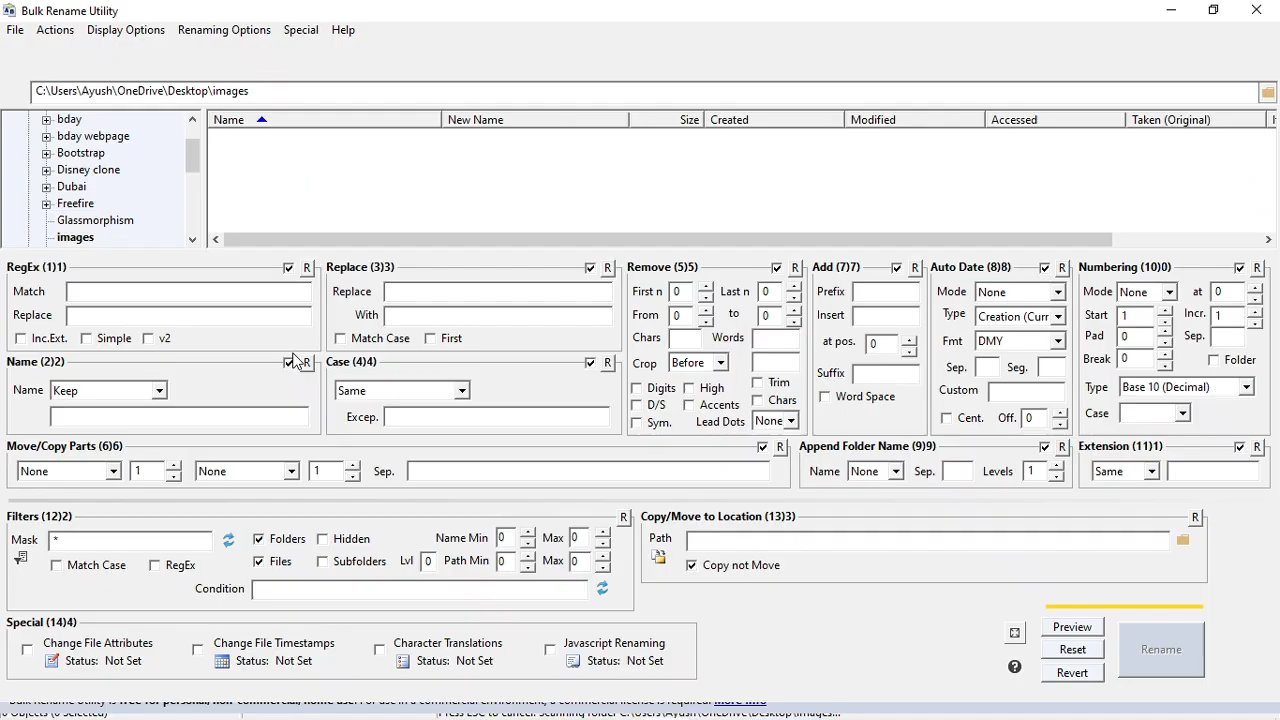 Bulk Rename Utility
File Actions Display Options Renaming Options Special Help
C:\Users\Ayush\OneDrive\Desktop\images
bday
bday webpage
Bootstrap
Disney clone
Dubai
Freefire
Glassmorphism
images
Name New Name Size Created Modified Accessed Taken (Original)
RegEx (1)1) R
Match
Replace
Inc.Ext. Simple v2
Replace (3)3) R
Replace
With
Match Case First
Remove (5)5) R
First n 0 Last n 0
From 0 to 0
Chars Words
Crop Before
Digits High Trim
D/S Accents Chars
Sym. Lead Dots None
Add (7)7) R
Prefix
Insert
at pos. 0
Suffix
Word Space
Auto Date (8)8) R
Mode None
Type Creation (Curr
Fmt DMY
Sep. Seg.
Custom
Cent. Off. 0
Numbering (10)0) R
Mode None at 0
Start 1 Incr. 1
Pad 0 Sep.
Break 0 Folder
Type Base 10 (Decimal)
Case
Name (2)2) R
Name Keep
Case (4)4) R
Same
Excep.
Move/Copy Parts (6)6) R
None 1 None 1 Sep.
Append Folder Name (9)9) R
Name None Sep. Levels 1
Extension (11)1) R
Same
Filters (12)2) R
Mask * Folders Hidden Name Min 0 Max 0
Match Case RegEx Files Subfolders Lvl 0 Path Min 0 Max 0
Condition
Copy/Move to Location (13)3) R
Path
Copy not Move
Special (14)4)
Change File Attributes
Status: Not Set
Change File Timestamps
Status: Not Set
Character Translations
Status: Not Set
Javascript Renaming
Status: Not Set
Preview
Reset
Revert
Rename
Bulk Rename Utility is free for personal, non-commercial, home use. For use in a commercial environment, a commercial license is required. More Info
0 Objects (0 Selected) Press ESC to cancel. Scanning folder C:\Users\Ayush\OneDrive\Desktop\images...